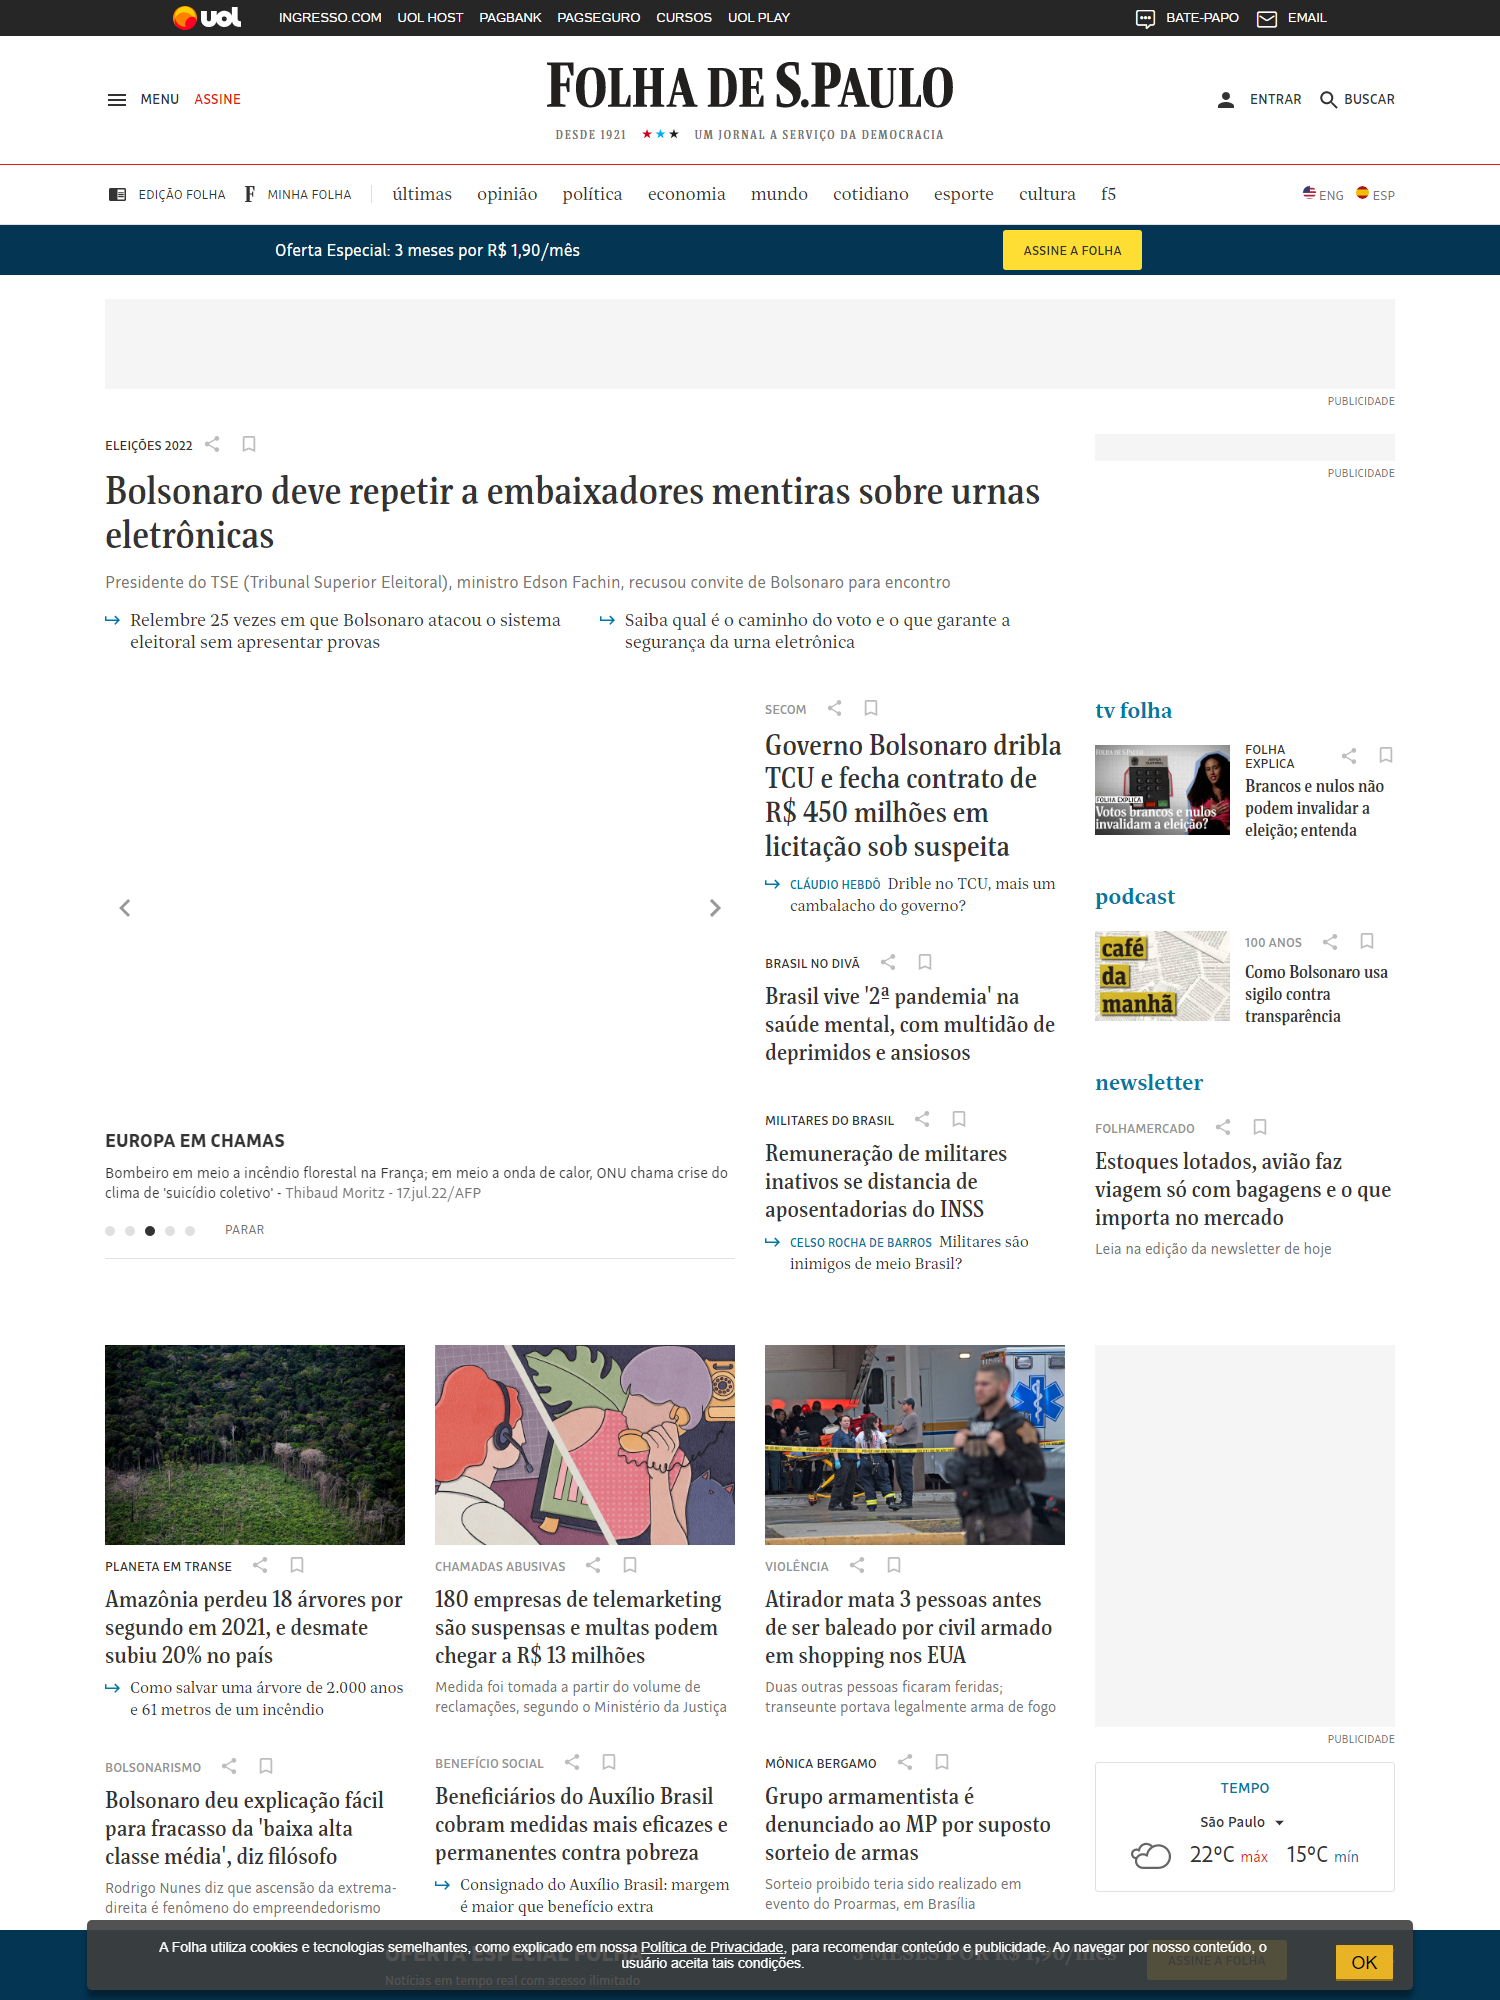 uol INGRESSO.COM UOL HOST PAGBANK PAGSEGURO CURSOS UOL PLAY BATE-PAPO EMAIL
MENU ASSINE
FOLHA DE S.PAULO
DESDE 1921 ★★★ UM JORNAL A SERVIÇO DA DEMOCRACIA
ENTRAR BUSCAR
EDIÇÃO FOLHA F MINHA FOLHA últimas opinião política economia mundo cotidiano esporte cultura f5 ENG ESP
Oferta Especial: 3 meses por R$ 1,90/mês ASSINE A FOLHA
PUBLICIDADE
ELEIÇÕES 2022
Bolsonaro deve repetir a embaixadores mentiras sobre urnas
eletrônicas
Presidente do TSE (Tribunal Superior Eleitoral), ministro Edson Fachin, recusou convite de Bolsonaro para encontro
Relembre 25 vezes em que Bolsonaro atacou o sistema
eleitoral sem apresentar provas
Saiba qual é o caminho do voto e o que garante a
segurança da urna eletrônica
PUBLICIDADE
EUROPA EM CHAMAS
Bombeiro em meio a incêndio florestal na França; em meio a onda de calor, ONU chama crise do
clima de 'suicídio coletivo' - Thibaud Moritz - 17.jul.22/AFP
PARAR
SECOM
Governo Bolsonaro dribla
TCU e fecha contrato de
R$ 450 milhões em
licitação sob suspeita
CLÁUDIO HEBDÔ Drible no TCU, mais um
cambalacho do governo?
BRASIL NO DIVÃ
Brasil vive '2ª pandemia' na
saúde mental, com multidão de
deprimidos e ansiosos
MILITARES DO BRASIL
Remuneração de militares
inativos se distancia de
aposentadorias do INSS
CELSO ROCHA DE BARROS Militares são
inimigos de meio Brasil?
tv folha
FOLHA DE S.PAULO
FOLHA EXPLICA
Votos brancos e nulos
invalidam a eleição?
FOLHA
EXPLICA
Brancos e nulos não
podem invalidar a
eleição; entenda
podcast
café
da
manhã
100 ANOS
Como Bolsonaro usa
sigilo contra
transparência
newsletter
FOLHAMERCADO
Estoques lotados, avião faz
viagem só com bagagens e o que
importa no mercado
Leia na edição da newsletter de hoje
PLANETA EM TRANSE
Amazônia perdeu 18 árvores por
segundo em 2021, e desmate
subiu 20% no país
Como salvar uma árvore de 2.000 anos
e 61 metros de um incêndio
CHAMADAS ABUSIVAS
180 empresas de telemarketing
são suspensas e multas podem
chegar a R$ 13 milhões
Medida foi tomada a partir do volume de
reclamações, segundo o Ministério da Justiça
VIOLÊNCIA
Atirador mata 3 pessoas antes
de ser baleado por civil armado
em shopping nos EUA
Duas outras pessoas ficaram feridas;
transeunte portava legalmente arma de fogo
PUBLICIDADE
BOLSONARISMO
Bolsonaro deu explicação fácil
para fracasso da 'baixa alta
classe média', diz filósofo
Rodrigo Nunes diz que ascensão da extrema-
direita é fenômeno do empreendedorismo
BENEFÍCIO SOCIAL
Beneficiários do Auxílio Brasil
cobram medidas mais eficazes e
permanentes contra pobreza
Consignado do Auxílio Brasil: margem
é maior que benefício extra
MÔNICA BERGAMO
Grupo armamentista é
denunciado ao MP por suposto
sorteio de armas
Sorteio proibido teria sido realizado em
evento do Proarmas, em Brasília
TEMPO
São Paulo
22ºC máx 15ºC mín
A Folha utiliza cookies e tecnologias semelhantes, como explicado em nossa Política de Privacidade, para recomendar conteúdo e publicidade. Ao navegar por nosso conteúdo, o
usuário aceita tais condições.
OK
OFERTA ESPECIAL FOLHA
Notícias em tempo real com acesso ilimitado
3 MESES POR R$ 1,90/mês
ASSINE A FOLHA